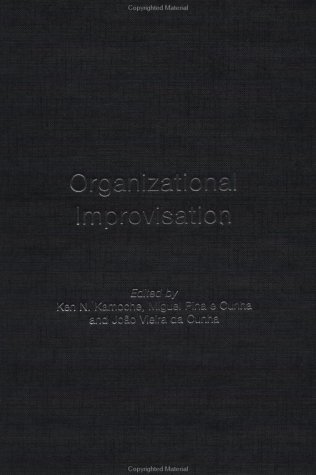 Copyrighted Material
Organizational
Improvisation
Edited by
Ken N. Kamoche, Miguel Pina e Cunha
and João Vieira da Cunha
Copyrighted Material